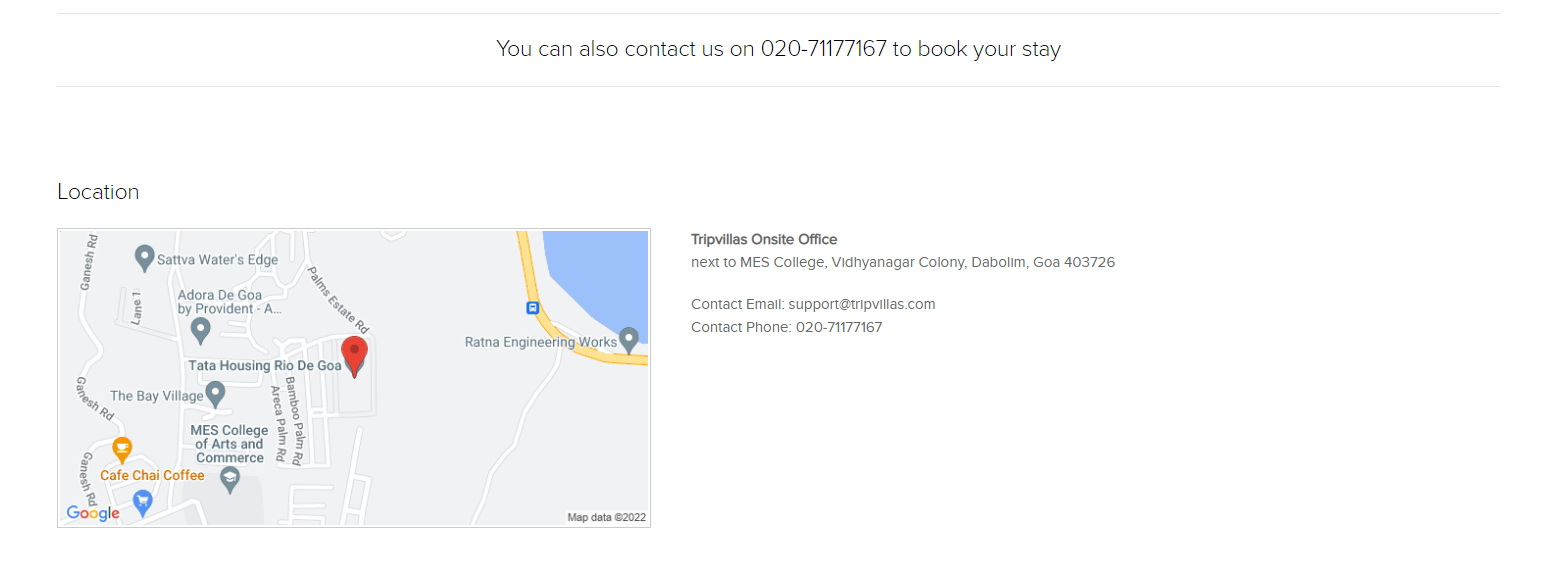 You can also contact us on 020-71177167 to book your stay
Location
Ganesh Rd
Sattva Water's Edge
Lane 1
Adora De Goa
by Provident - A...
Palms Estate Rd
Ratna Engineering Works
Tata Housing Rio De Goa
Ganesh Rd
The Bay Village
Bamboo Palm Rd
Areca Palm Rd
MES College
of Arts and
Commerce
Ganesh Rd
Cafe Chai Coffee
Google
Map data ©2022
Tripvillas Onsite Office
next to MES College, Vidhyanagar Colony, Dabolim, Goa 403726
Contact Email: support@tripvillas.com
Contact Phone: 020-71177167